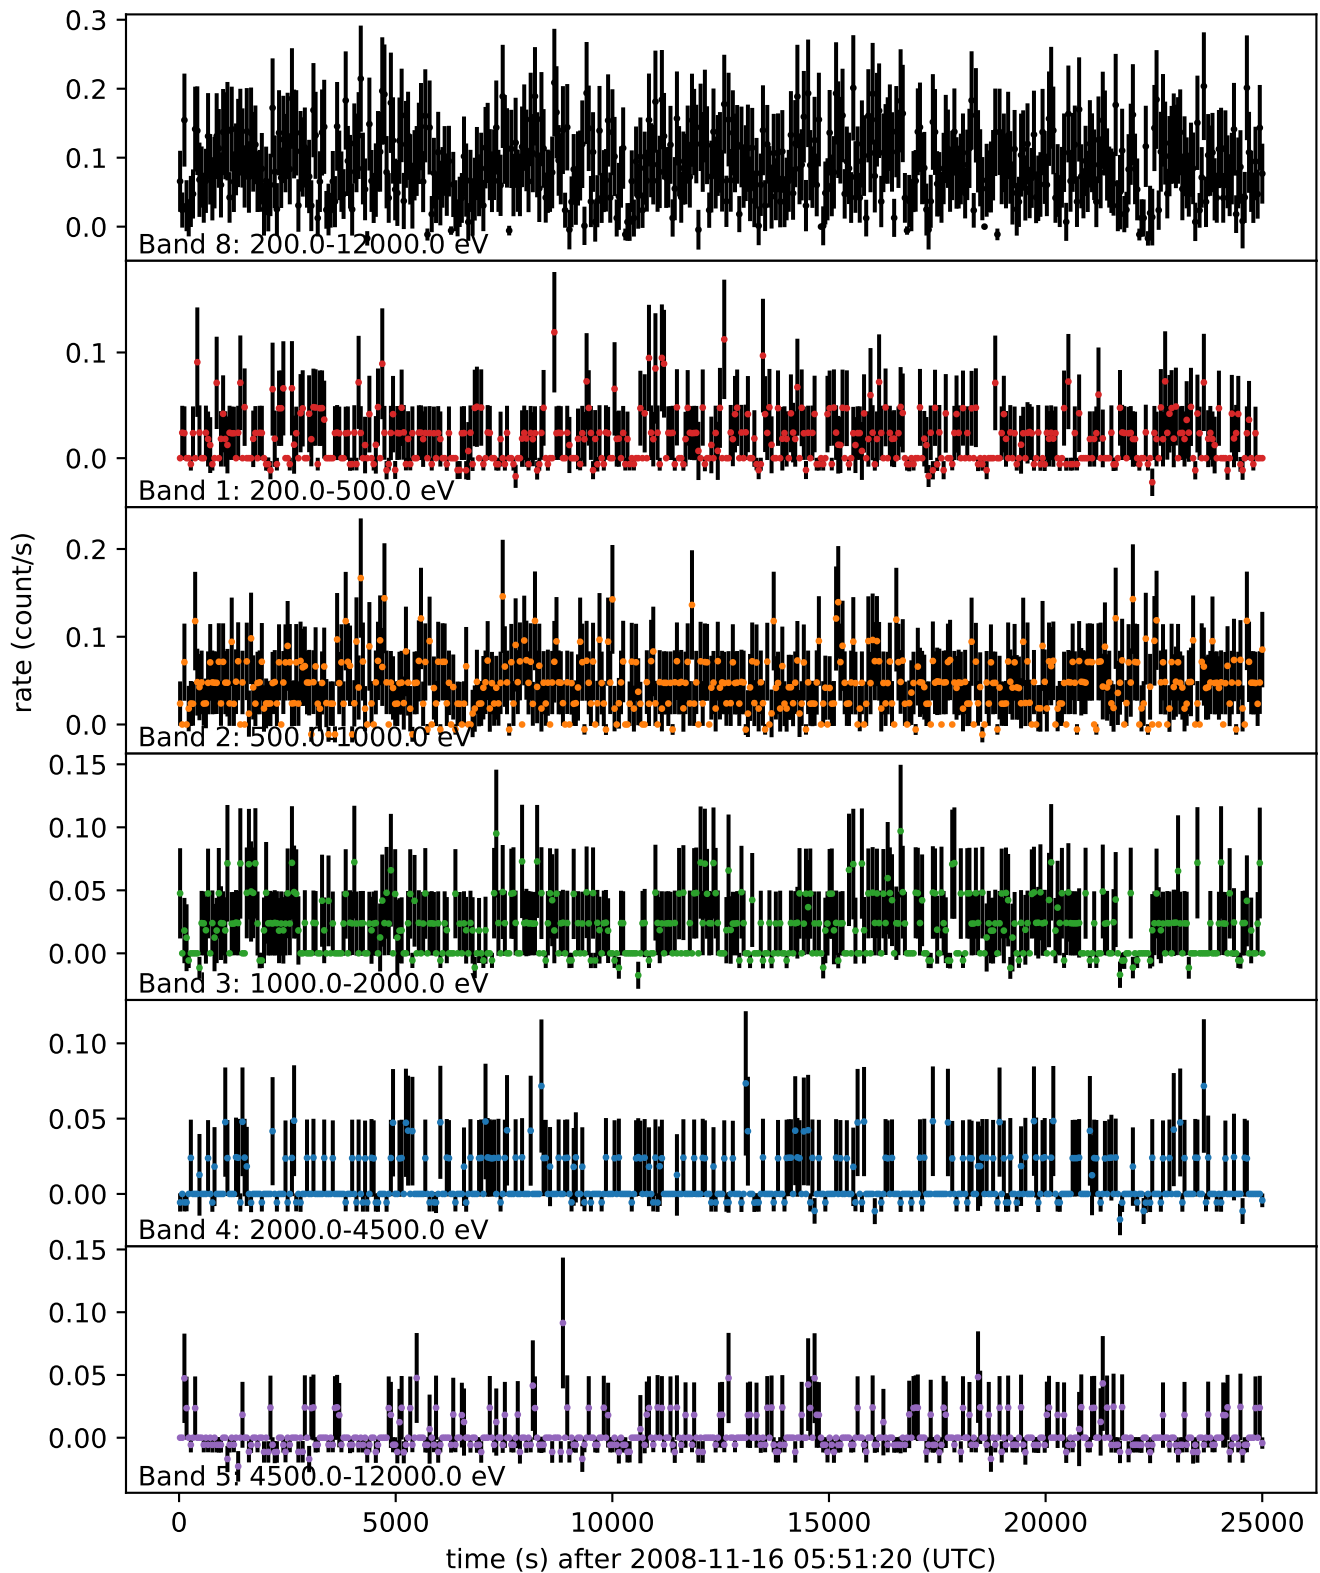 0.3
0.2
0.1
0.0
Band 8: 200.0-12000.0 eV
0.1
0.0
Band 1: 200.0-500.0 eV
rate (count/s)
0.2
0.1
0.0
Band 2: 500.0-1000.0 eV
0.15
0.10
0.05
0.00
Band 3: 1000.0-2000.0 eV
0.10
0.05
0.00
Band 4: 2000.0-4500.0 eV
0.15
0.10
0.05
0.00
Band 5: 4500.0-12000.0 eV
0 5000 10000 15000 20000 25000
time (s) after 2008-11-16 05:51:20 (UTC)